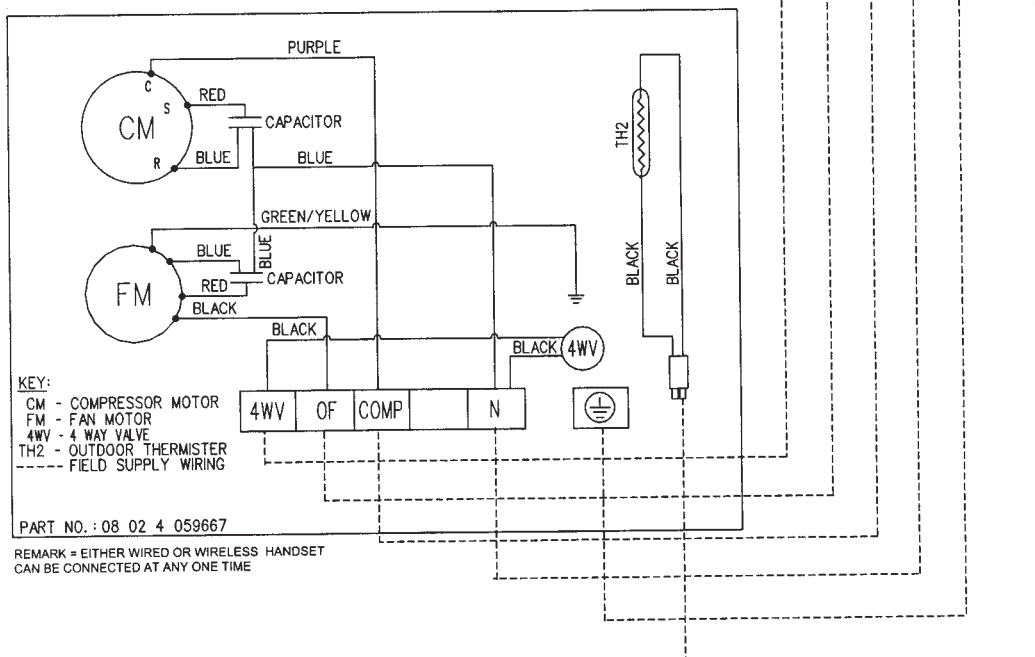 PURPLE
C
RED
S
CM
CAPACITOR
R
BLUE
BLUE
TH2
GREEN/YELLOW
BLUE
BLUE
BLACK
BLACK
FM
CAPACITOR
RED
BLACK
BLACK
BLACK
4WV
KEY:
CM - COMPRESSOR MOTOR
FM - FAN MOTOR
4WV - 4 WAY VALVE
TH2 - OUTDOOR THERMISTER
------ FIELD SUPPLY WIRING
4WV OF COMP N
PART NO. : 08 02 4 059667
REMARK = EITHER WIRED OR WIRELESS HANDSET
CAN BE CONNECTED AT ANY ONE TIME